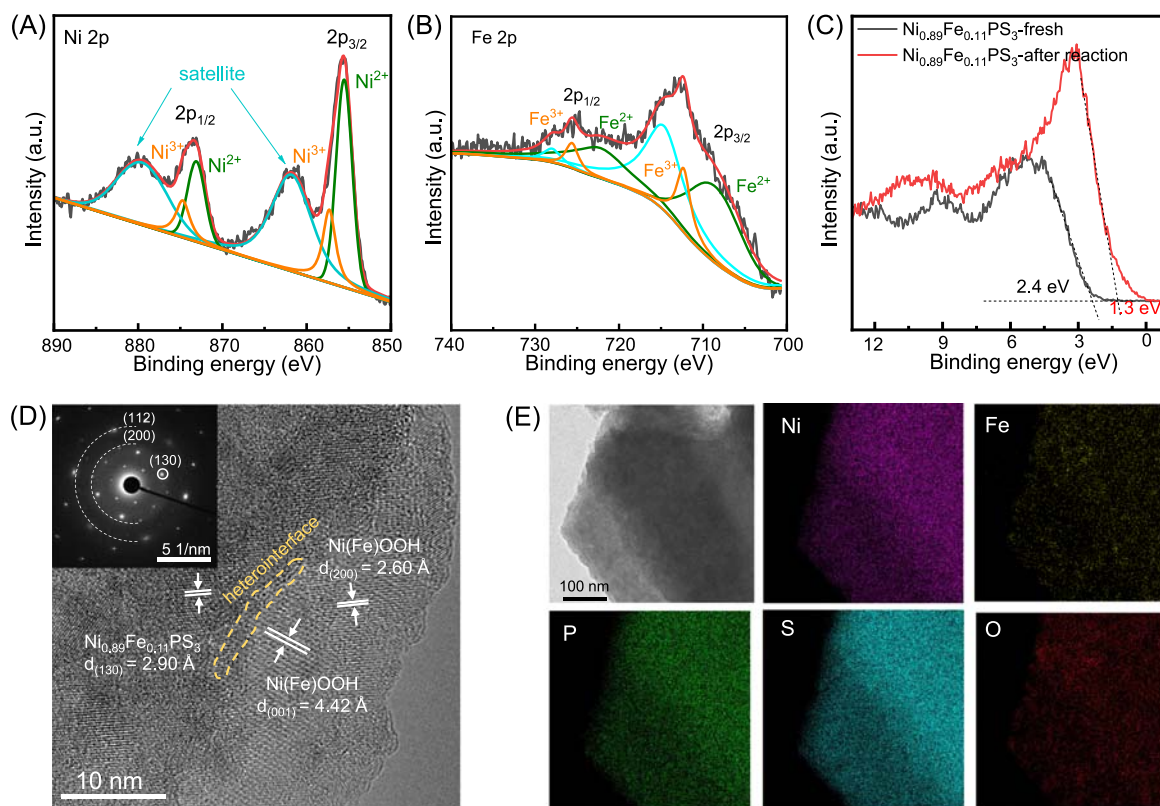 (A)
Ni 2p
2p3/2
Ni2+
satellite
2p1/2
Ni3+
Ni2+
Ni3+
Intensity (a.u.)
890 880 870 860 850
Binding energy (eV)
(B)
Fe 2p
2p1/2
Fe3+
Fe2+
2p3/2
Fe3+
Fe2+
Intensity (a.u.)
740 730 720 710 700
Binding energy (eV)
(C)
Ni0.89Fe0.11PS3-fresh
Ni0.89Fe0.11PS3-after reaction
2.4 eV
1.3 eV
Intensity (a.u.)
12 9 6 3 0
Binding energy (eV)
(D)
(112)
(200)
(130)
5 1/nm
heterointerface
Ni(Fe)OOH
d(200) = 2.60 Å
Ni0.89Fe0.11PS3
d(130) = 2.90 Å
Ni(Fe)OOH
d(001) = 4.42 Å
10 nm
(E)
100 nm
Ni
Fe
P
S
O